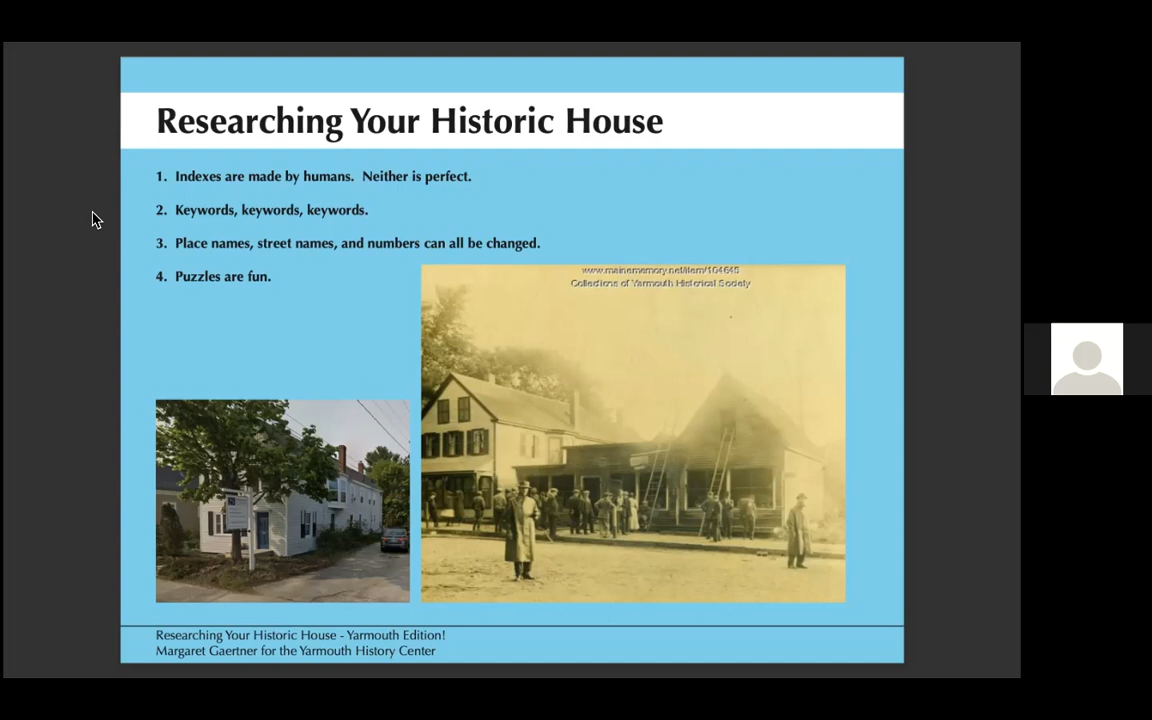 Researching Your Historic House
1. Indexes are made by humans. Neither is perfect.
2. Keywords, keywords, keywords.
3. Place names, street names, and numbers can all be changed.
4. Puzzles are fun.
www.mainememory.net/item/104645
Collections of Yarmouth Historical Society
Researching Your Historic House - Yarmouth Edition!
Margaret Gaertner for the Yarmouth History Center